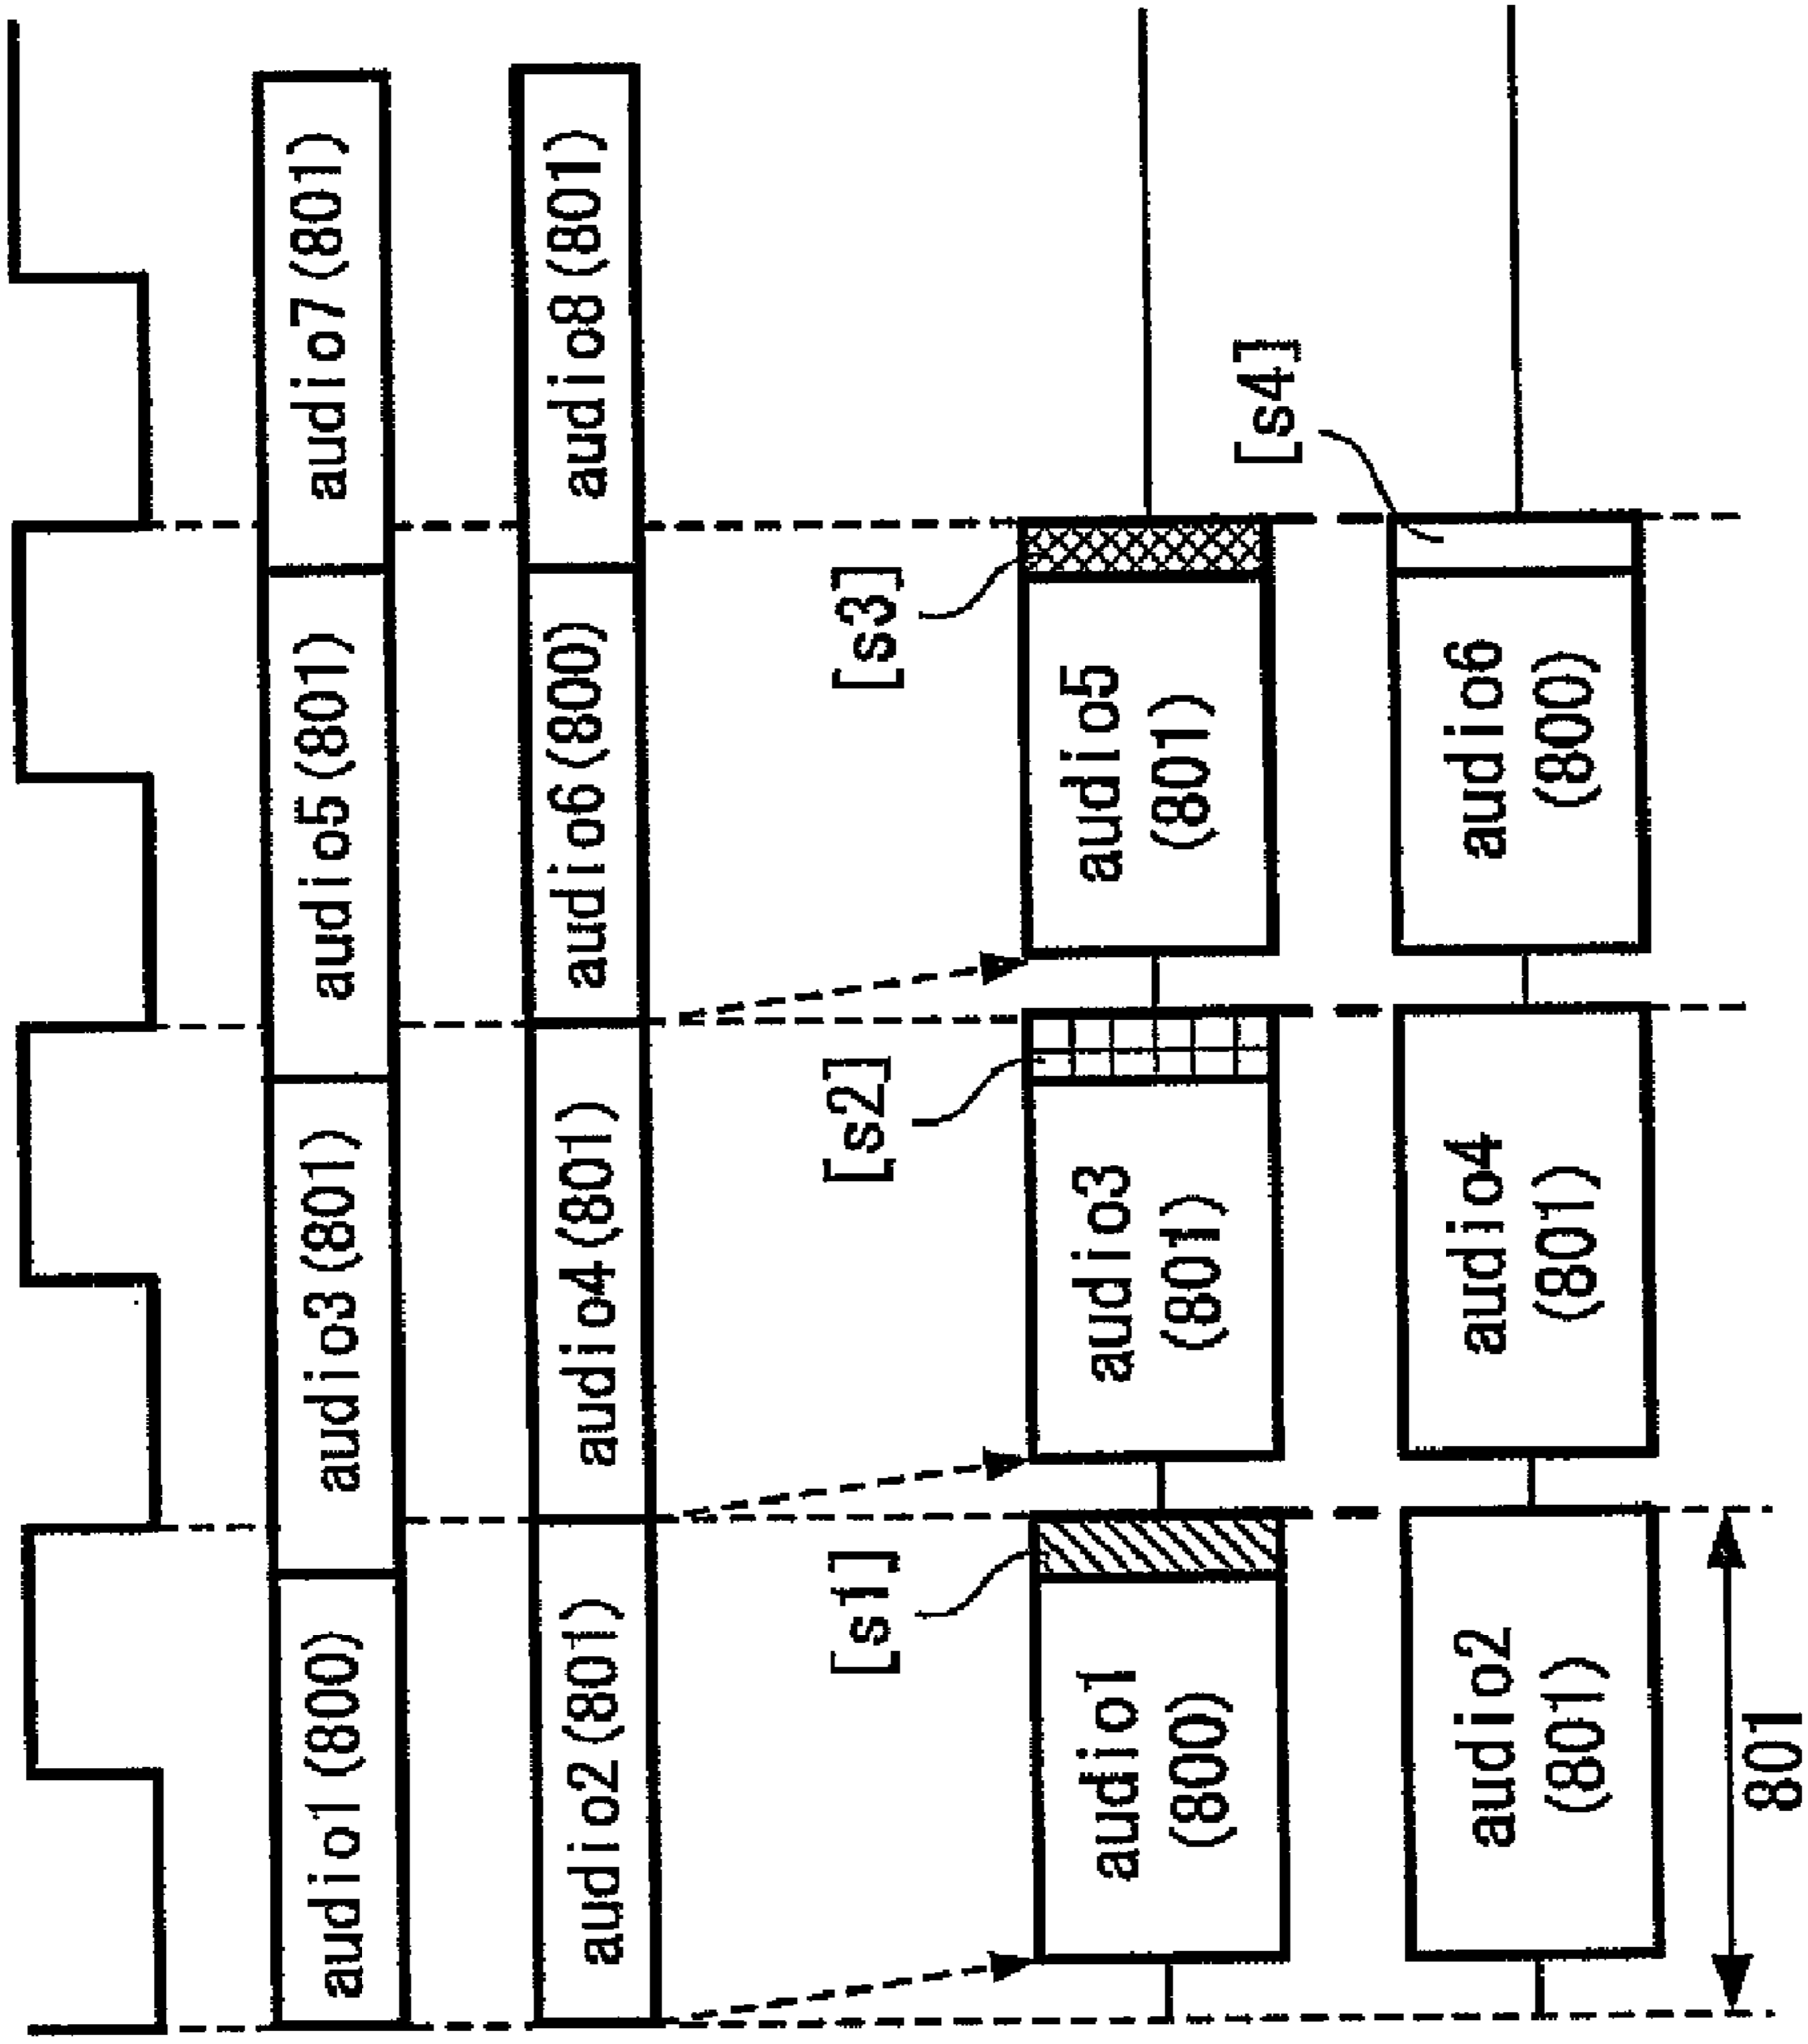 audio1(800) audio3(801) audio5(801) audio7(801)
audio2(801) audio4(801) audio6(800) audio8(801)
[s1] [s2] [s3]
audio1 audio3 audio5
(800) (801) (801)
[s4]
audio2 audio4 audio6
(801) (801) (800)
801